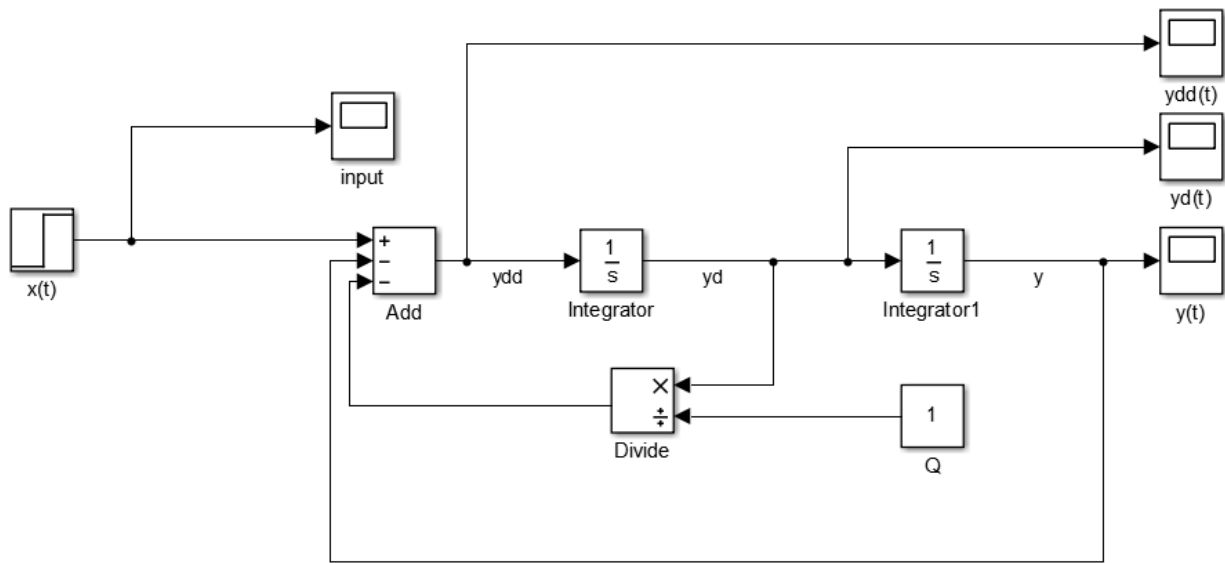 ydd(t)
input
yd(t)
x(t)
+
−
−
Add
ydd
1
s
Integrator
yd
1
s
Integrator1
y
y(t)
×
÷
Divide
1
Q